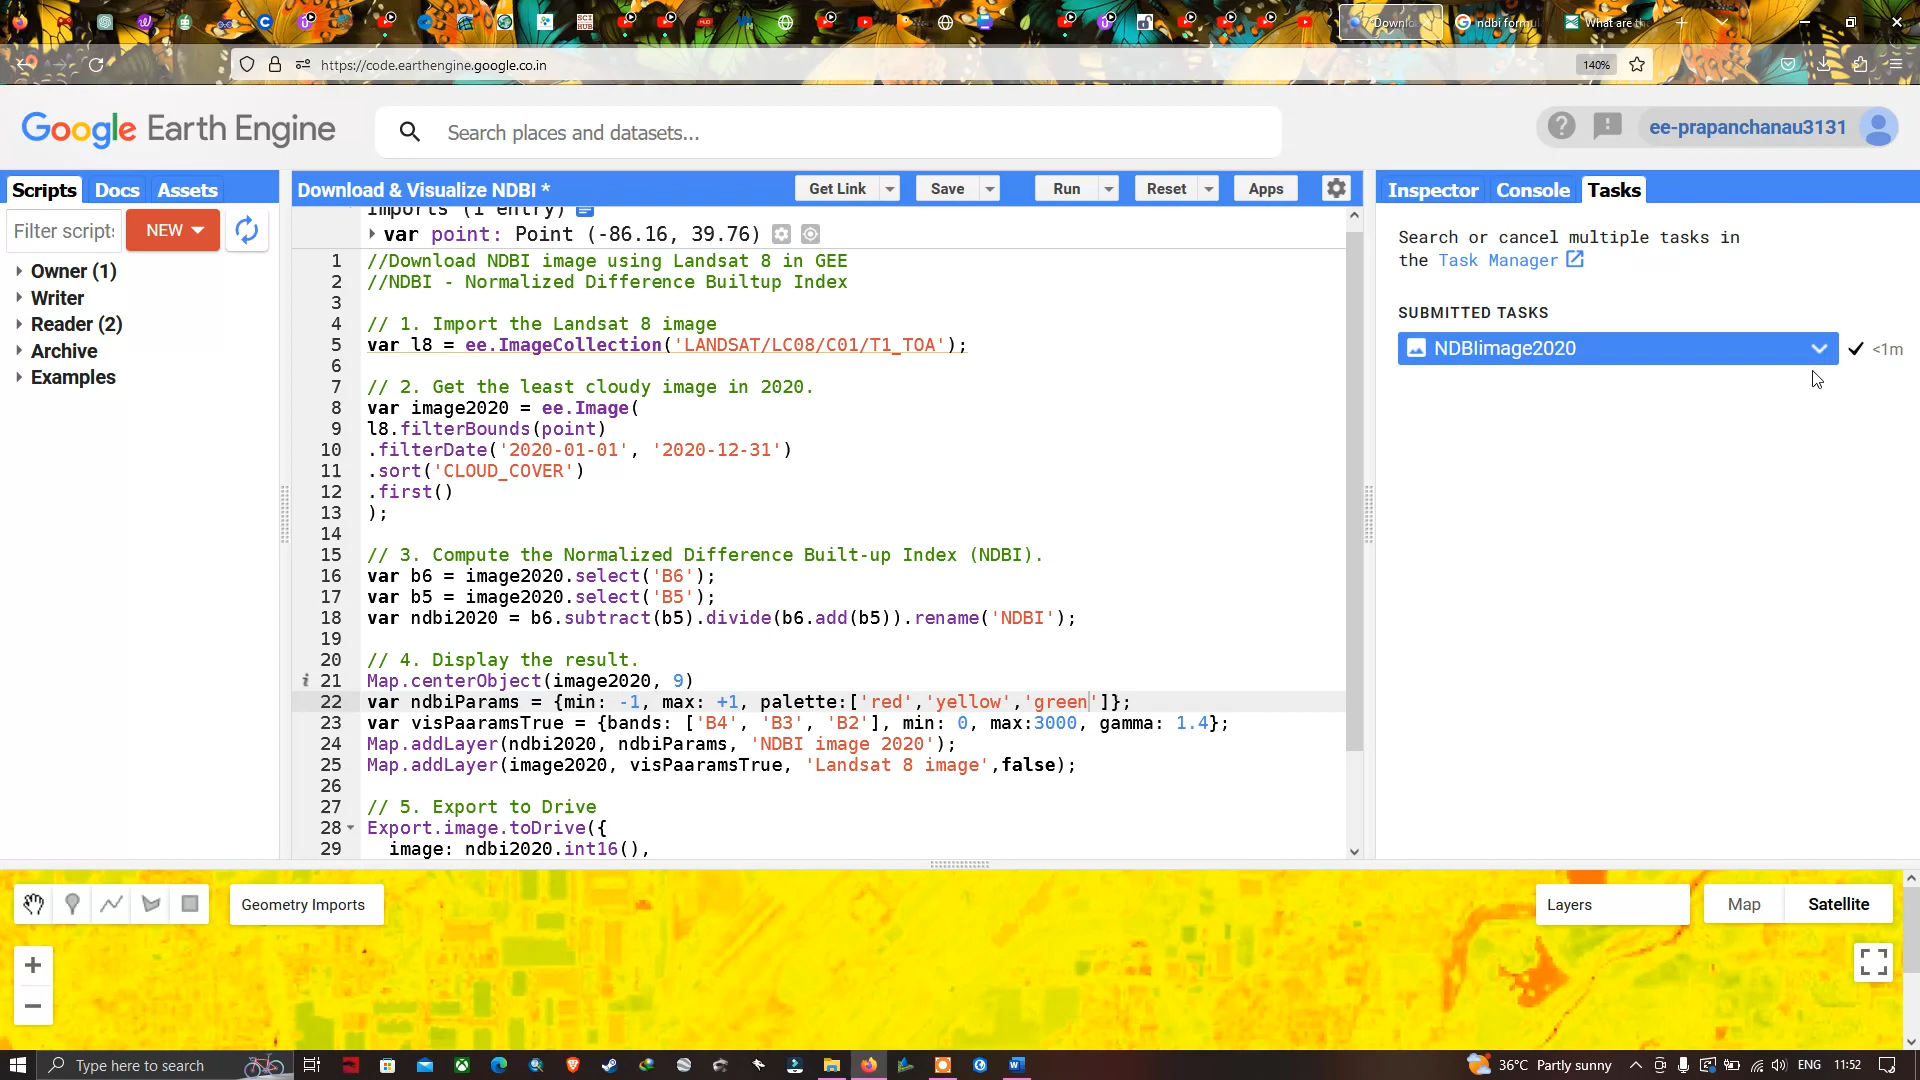 Downlo
ndbi formu
What are th
https://code.earthengine.google.co.in
140%
Google Earth Engine
Search places and datasets...
ee-prapanchanau3131
Scripts Docs Assets
Download & Visualize NDBI *
Get Link
Save
Run
Reset
Apps
Inspector Console Tasks
Filter scripts
NEW
Owner (1)
Writer
Reader (2)
Archive
Examples
Imports (1 entry)
var point: Point (-86.16, 39.76)
1 //Download NDBI image using Landsat 8 in GEE
2 //NDBI - Normalized Difference Builtup Index
3
4 // 1. Import the Landsat 8 image
5 var l8 = ee.ImageCollection('LANDSAT/LC08/C01/T1_TOA');
6
7 // 2. Get the least cloudy image in 2020.
8 var image2020 = ee.Image(
9 l8.filterBounds(point)
10 .filterDate('2020-01-01', '2020-12-31')
11 .sort('CLOUD_COVER')
12 .first()
13 );
14
15 // 3. Compute the Normalized Difference Built-up Index (NDBI).
16 var b6 = image2020.select('B6');
17 var b5 = image2020.select('B5');
18 var ndbi2020 = b6.subtract(b5).divide(b6.add(b5)).rename('NDBI');
19
20 // 4. Display the result.
i 21 Map.centerObject(image2020, 9)
22 var ndbiParams = {min: -1, max: +1, palette:['red','yellow','green']};
23 var visPaaramsTrue = {bands: ['B4', 'B3', 'B2'], min: 0, max:3000, gamma: 1.4};
24 Map.addLayer(ndbi2020, ndbiParams, 'NDBI image 2020');
25 Map.addLayer(image2020, visPaaramsTrue, 'Landsat 8 image',false);
26
27 // 5. Export to Drive
28 Export.image.toDrive({
29 image: ndbi2020.int16(),
Search or cancel multiple tasks in
the Task Manager
SUBMITTED TASKS
NDBIimage2020
<1m
Geometry Imports
Layers
Map
Satellite
Type here to search
36°C Partly sunny
ENG
11:52